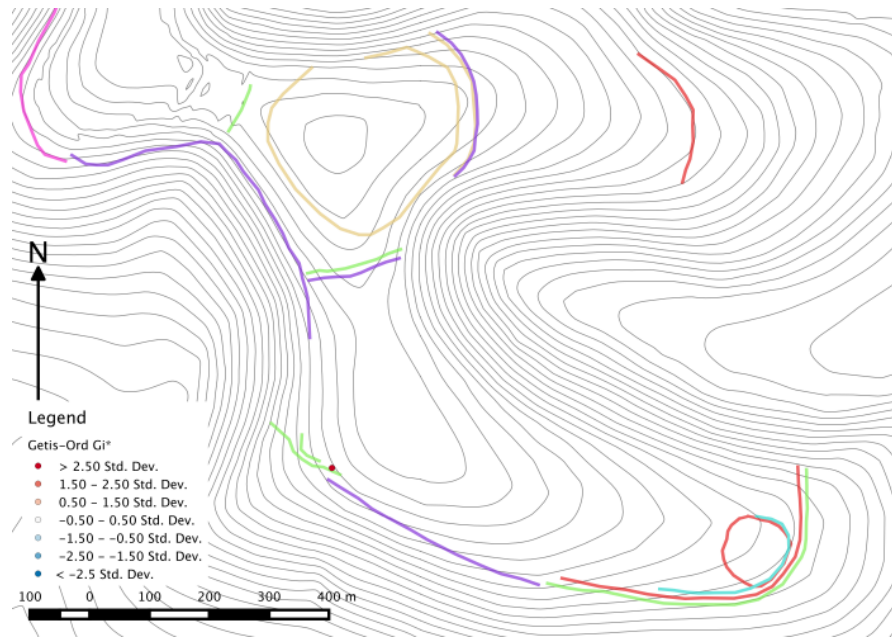 N
Legend
Getis-Ord Gi*
> 2.50 Std. Dev.
1.50 - 2.50 Std. Dev.
0.50 - 1.50 Std. Dev.
-0.50 - 0.50 Std. Dev.
-1.50 - -0.50 Std. Dev.
-2.50 - -1.50 Std. Dev.
< -2.5 Std. Dev.
100 0 100 200 300 400 m